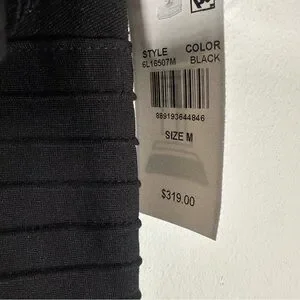 STYLE COLOR
6L16507M BLACK
889193644846
SIZE M
$319.00